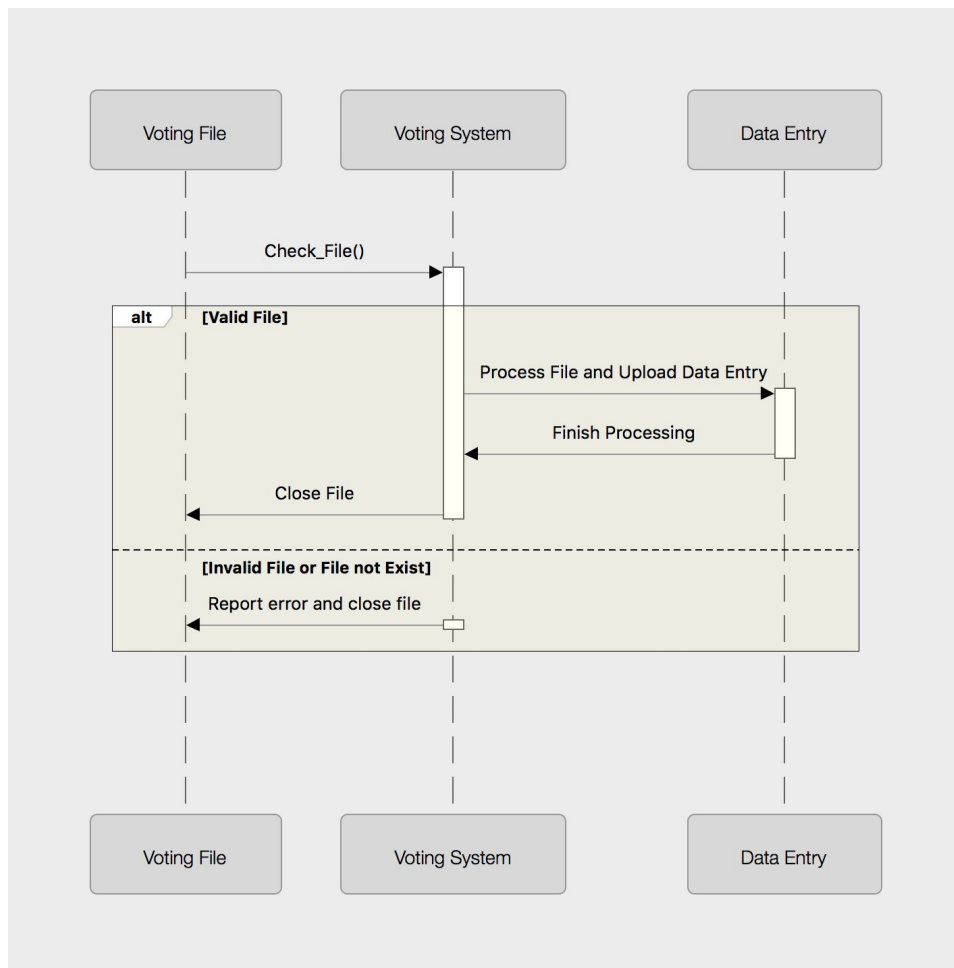 Voting File
Voting System
Data Entry
Check_File()
alt
[Valid File]
Process File and Upload Data Entry
Finish Processing
Close File
[Invalid File or File not Exist]
Report error and close file
Voting File
Voting System
Data Entry